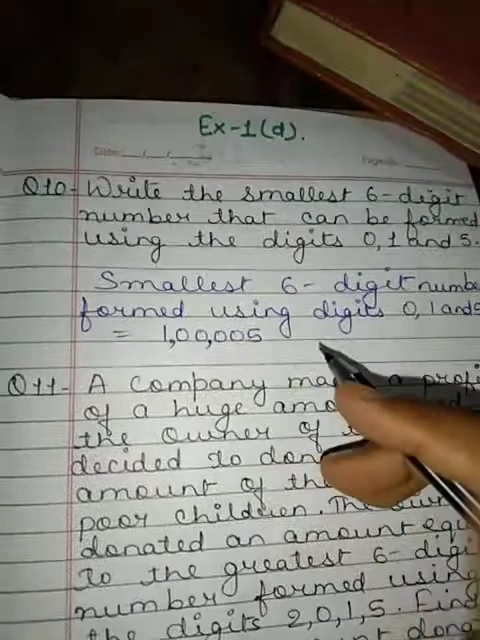 Ex-1(d).
Date:
Q10- Write the smallest 6-digit
number that can be formed
using the digits 0, 1 and 5.
Smallest 6-digit numbe
formed using digits 0, 1 and 5
= 1,00,005
Q11- A Company ma a profi
of a huge amo
the owner of
decided to don
amount of th
poor children. The
donated an amount equ
to the greatest 6-digi
number formed using
the digits 2,0,1,5. Find